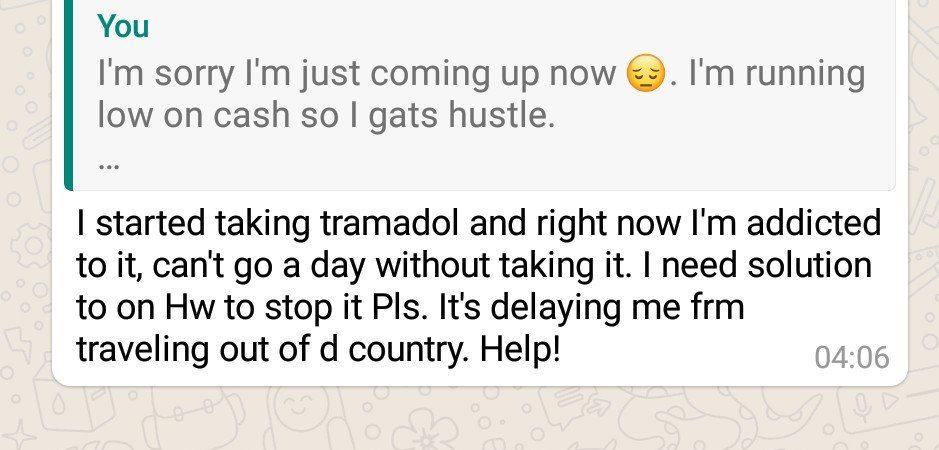 You
I'm sorry I'm just coming up now 😔. I'm running
low on cash so I gats hustle.
...
I started taking tramadol and right now I'm addicted
to it, can't go a day without taking it. I need solution
to on Hw to stop it Pls. It's delaying me frm
traveling out of d country. Help!
04:06